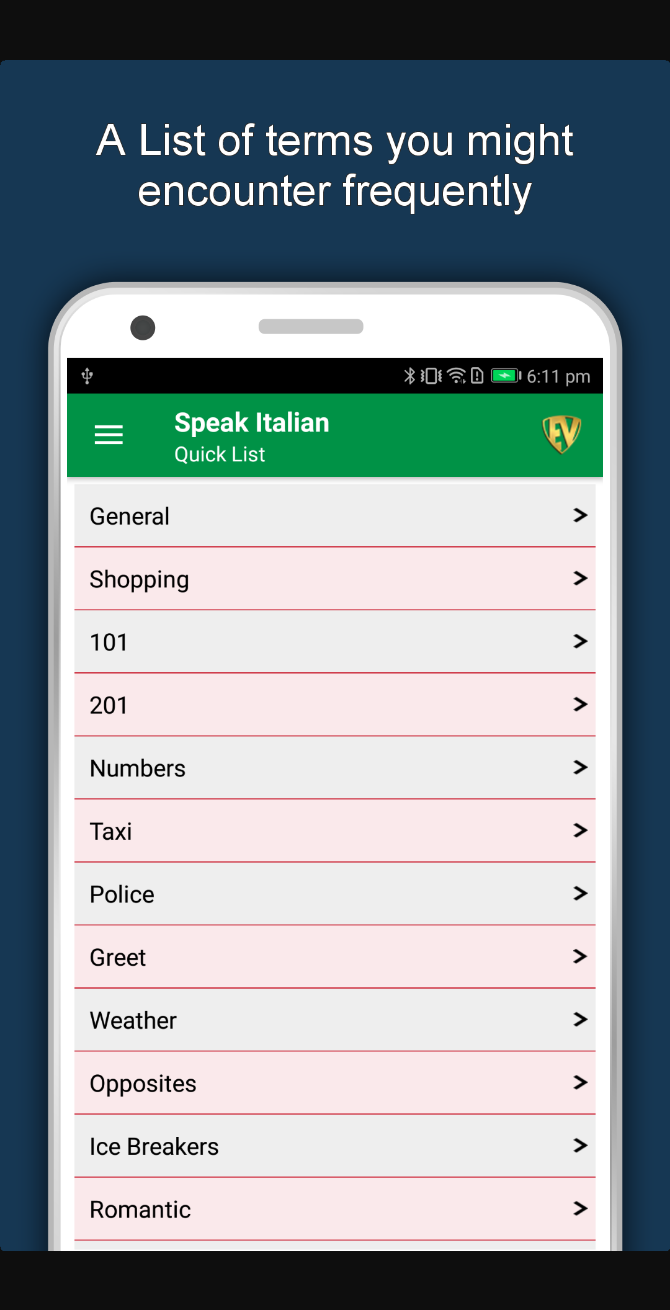 A List of terms you might
encounter frequently
6:11 pm
Speak Italian
EV
Quick List
General
Shopping
101
201
Numbers
Taxi
Police
Greet
Weather
Opposites
Ice Breakers
Romantic